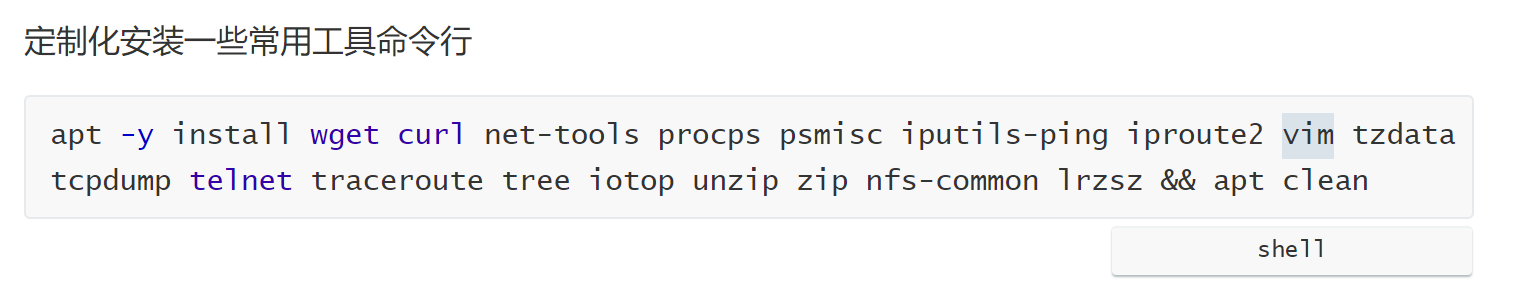 定制化安装一些常用工具命令行
apt -y install wget curl net-tools procps psmisc iputils-ping iproute2 vim tzdata
tcpdump telnet traceroute tree iotop unzip zip nfs-common lrzsz && apt clean
shell